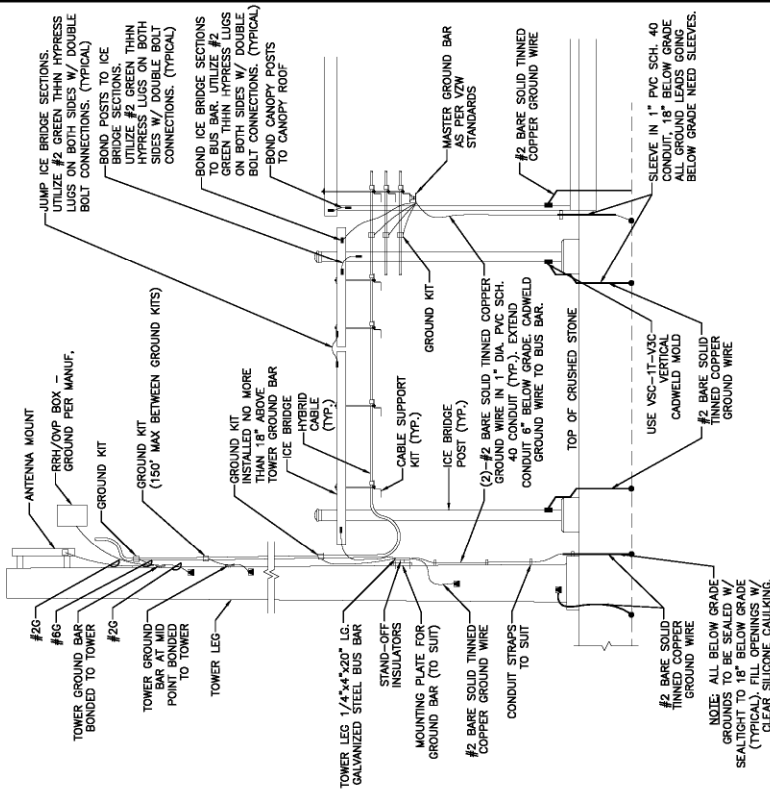 JUMP ICE BRIDGE SECTIONS.
UTILIZE #2 GREEN THHN HYPRESS
LUGS ON BOTH SIDES W/ DOUBLE
BOLT CONNECTIONS. (TYPICAL)
BOND POSTS TO ICE
BRIDGE SECTIONS.
UTILIZE #2 GREEN THHN
HYPRESS LUGS ON BOTH
SIDES W/ DOUBLE BOLT
CONNECTIONS. (TYPICAL)
BOND ICE BRIDGE SECTIONS
TO BUS BAR. UTILIZE #2
GREEN THHN HYPRESS LUGS
ON BOTH SIDES W/ DOUBLE
BOLT CONNECTIONS. (TYPICAL)
BOND CANOPY POSTS
TO CANOPY ROOF
MASTER GROUND BAR
AS PER VZW
STANDARDS
#2 BARE SOLID TINNED
COPPER GROUND WIRE
SLEEVE IN 1" PVC SCH. 40
CONDUIT, 18" BELOW GRADE
ALL GROUND LEADS GOING
BELOW GRADE NEED SLEEVES.
ANTENNA MOUNT
RRH/OVP BOX -
GROUND PER MANUF,
GROUND KIT
GROUND KIT
(150' MAX BETWEEN GROUND KITS)
GROUND KIT
INSTALLED NO MORE
THAN 18" ABOVE
TOWER GROUND BAR
ICE BRIDGE
HYBRID
CABLE
(TYP.)
CABLE SUPPORT
KIT (TYP.)
ICE BRIDGE
POST (TYP.)
GROUND KIT
(2)-#2 BARE SOLID TINNED COPPER
GROUND WIRE IN 1" DIA. PVC SCH.
40 CONDUIT (TYP.). EXTEND
CONDUIT 6" BELOW GRADE. CADWELD
GROUND WIRE TO BUS BAR.
TOP OF CRUSHED STONE
USE VSC-1T-V3C
VERTICAL
CADWELD MOLD
#2 BARE SOLID
TINNED COPPER
GROUND WIRE
#2G
#6G
TOWER GROUND BAR
BONDED TO TOWER
#2G
TOWER GROUND
BAR AT MID
POINT BONDED
TO TOWER
TOWER LEG
TOWER LEG 1/4"x4"x20" LG.
GALVANIZED STEEL BUS BAR
STAND-OFF
INSULATORS
MOUNTING PLATE FOR
GROUND BAR (TO SUIT)
#2 BARE SOLID TINNED
COPPER GROUND WIRE
CONDUIT STRAPS
TO SUIT
#2 BARE SOLID
TINNED COPPER
GROUND WIRE
NOTE: ALL BELOW GRADE
GROUNDS TO BE SEALED W/
SEALTIGHT TO 18" BELOW GRADE
(TYPICAL). FILL OPENINGS W/
CLEAR SILICONE CAULKING.